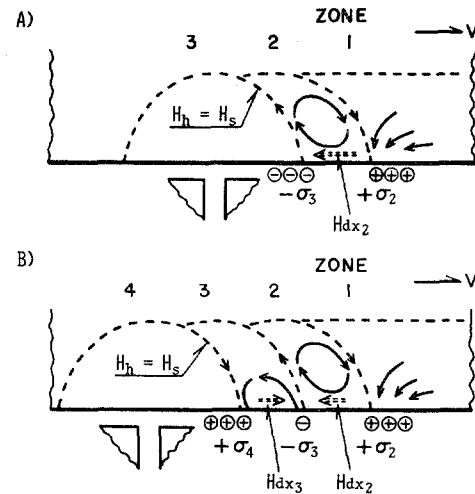 A)
ZONE
3 2 1 V
H_h = H_s
⊖⊖⊖ ⊕⊕⊕
-σ_3 +σ_2
Hdx_2
B)
ZONE
4 3 2 1 V
H_h = H_s
⊕⊕⊕ ⊖ ⊕⊕⊕
+σ_4 -σ_3 +σ_2
Hdx_3 Hdx_2